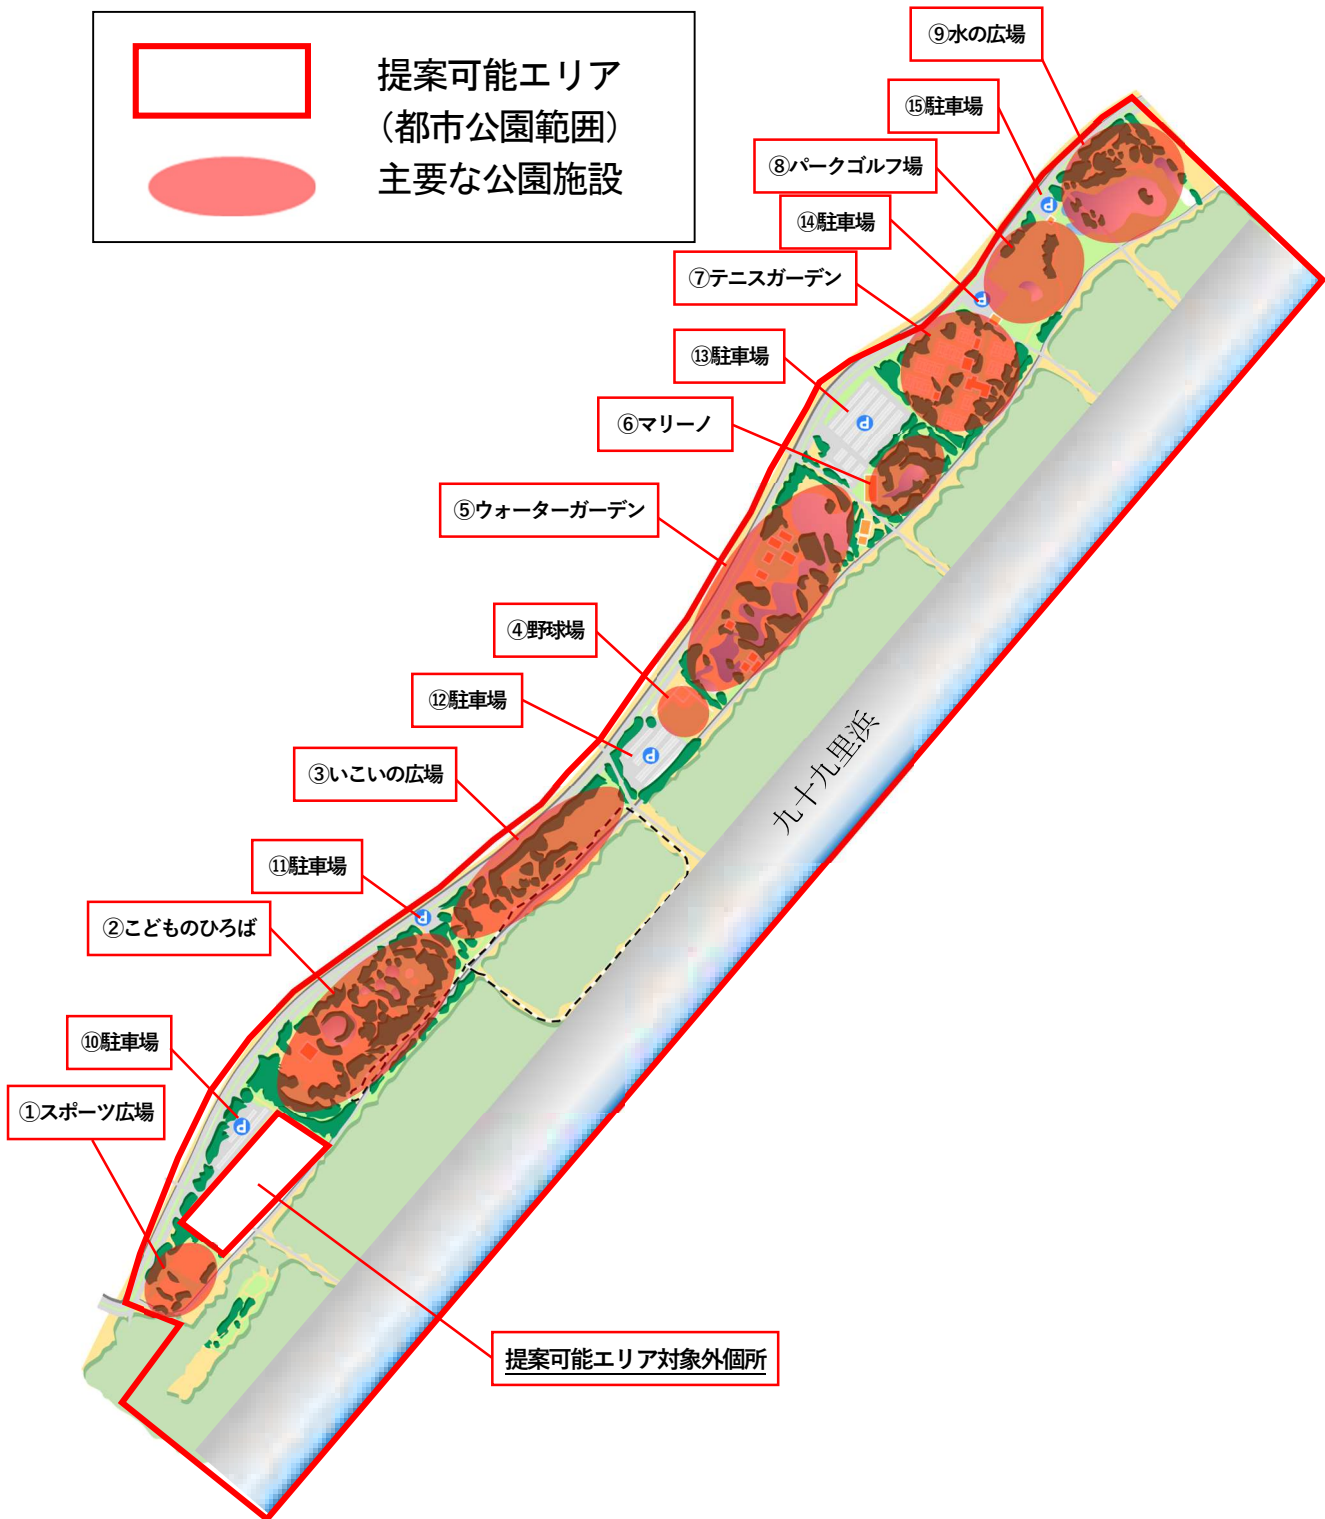 提案可能エリア
（都市公園範囲）
主要な公園施設
⑨水の広場
⑮駐車場
⑧パークゴルフ場
⑭駐車場
⑦テニスガーデン
⑬駐車場
⑥マリーノ
⑤ウォーターガーデン
④野球場
⑫駐車場
③いこいの広場
⑪駐車場
②こどものひろば
⑩駐車場
①スポーツ広場
九十九里浜
提案可能エリア対象外個所
P
P
P
P
P
P